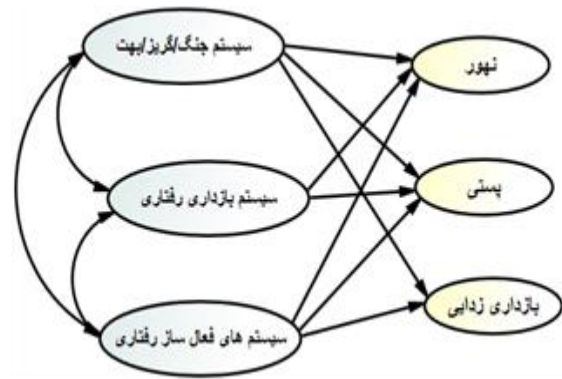 سیستم جنگ/گریز/بهت
نهور
سیستم بازداری رفتاری
پستی
بازداری زدایی
سیستم های فعال ساز رفتاری